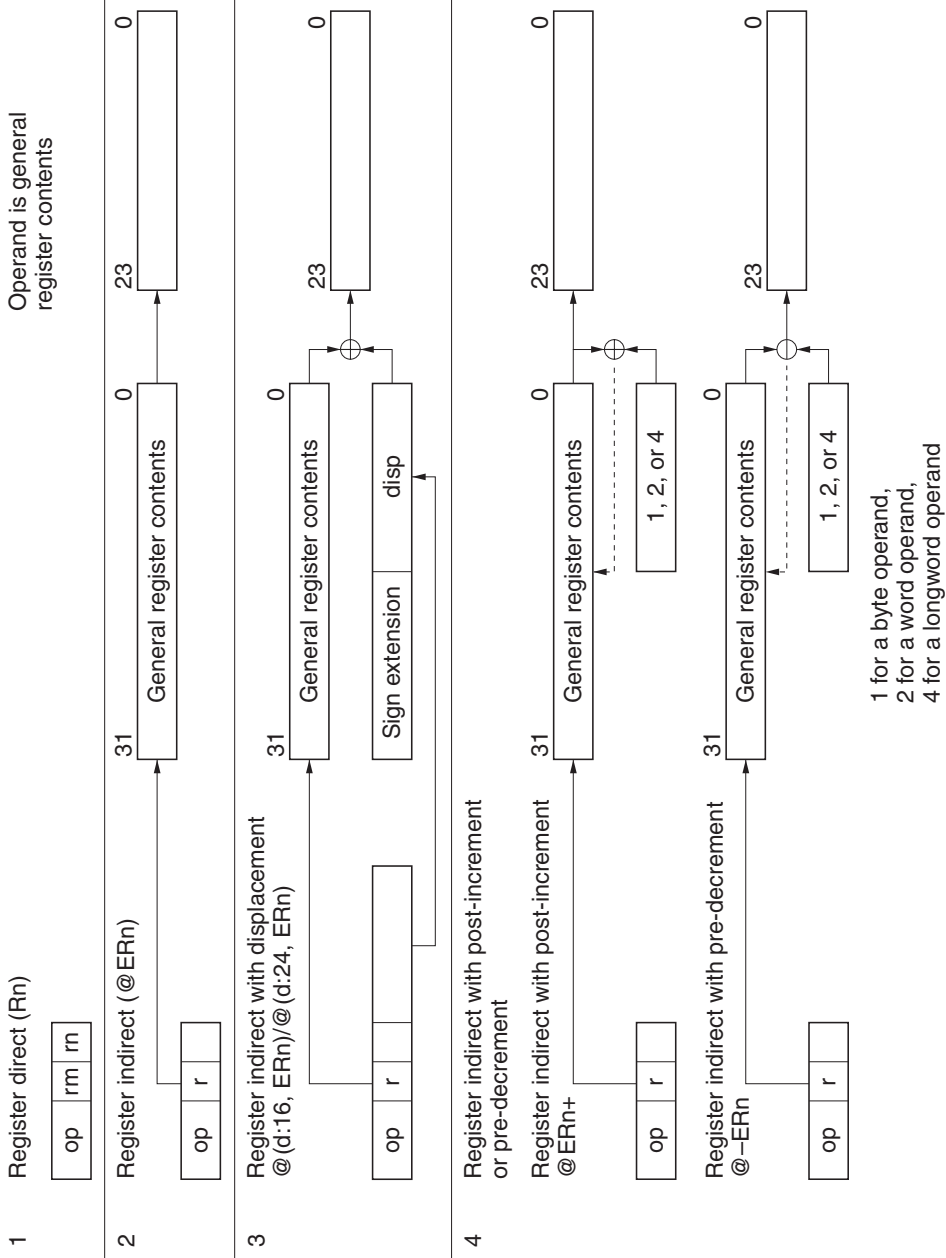 1 Register direct (Rn)
Operand is general
register contents
op rm rn
2 Register indirect (@ERn)
31 0 23 0
General register contents
op r
3 Register indirect with displacement
@(d:16, ERn)/@(d:24, ERn)
31 0 23 0
General register contents
op r
Sign extension disp
4 Register indirect with post-increment
or pre-decrement
Register indirect with post-increment
@ERn+
31 0 23 0
General register contents
op r
1, 2, or 4
Register indirect with pre-decrement
@−ERn
31 0 23 0
General register contents
op r
1, 2, or 4
1 for a byte operand,
2 for a word operand,
4 for a longword operand